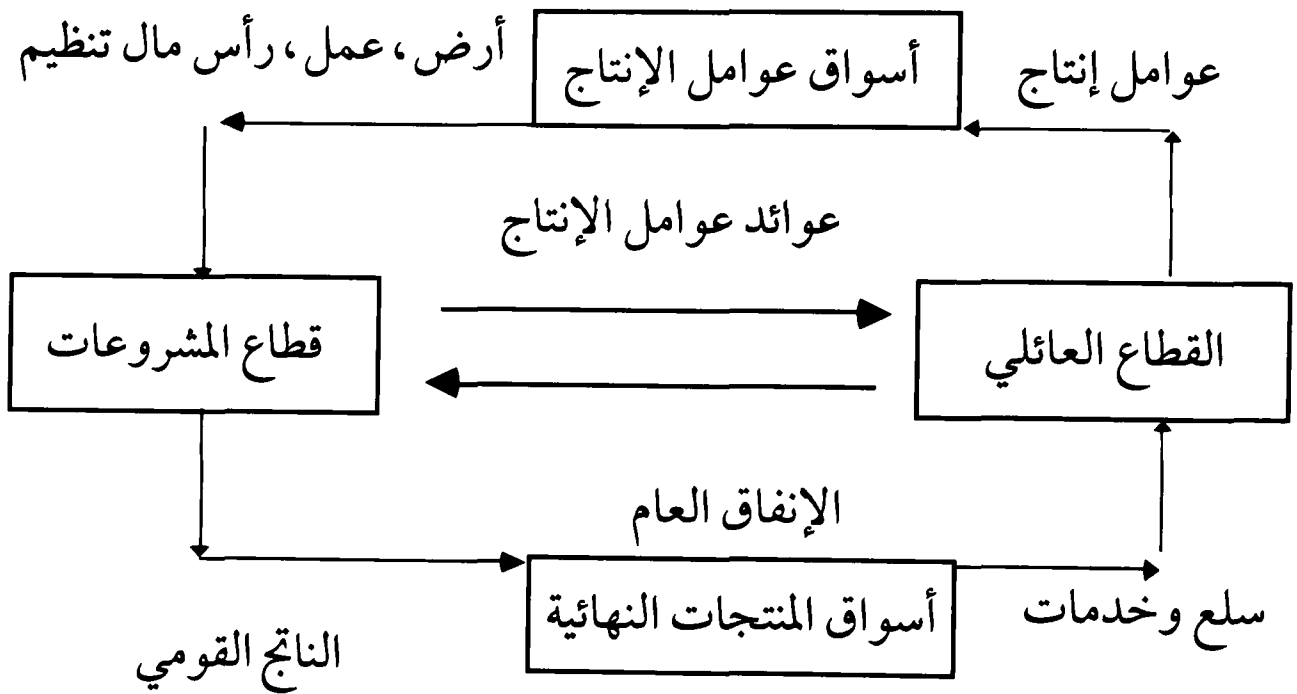 عوامل إنتاج
أسواق عوامل الإنتاج
أرض، عمل، رأس مال تنظيم
عوائد عوامل الإنتاج
القطاع العائلي
قطاع المشروعات
الإنفاق العام
سلع وخدمات
أسواق المنتجات النهائية
الناتج القومي